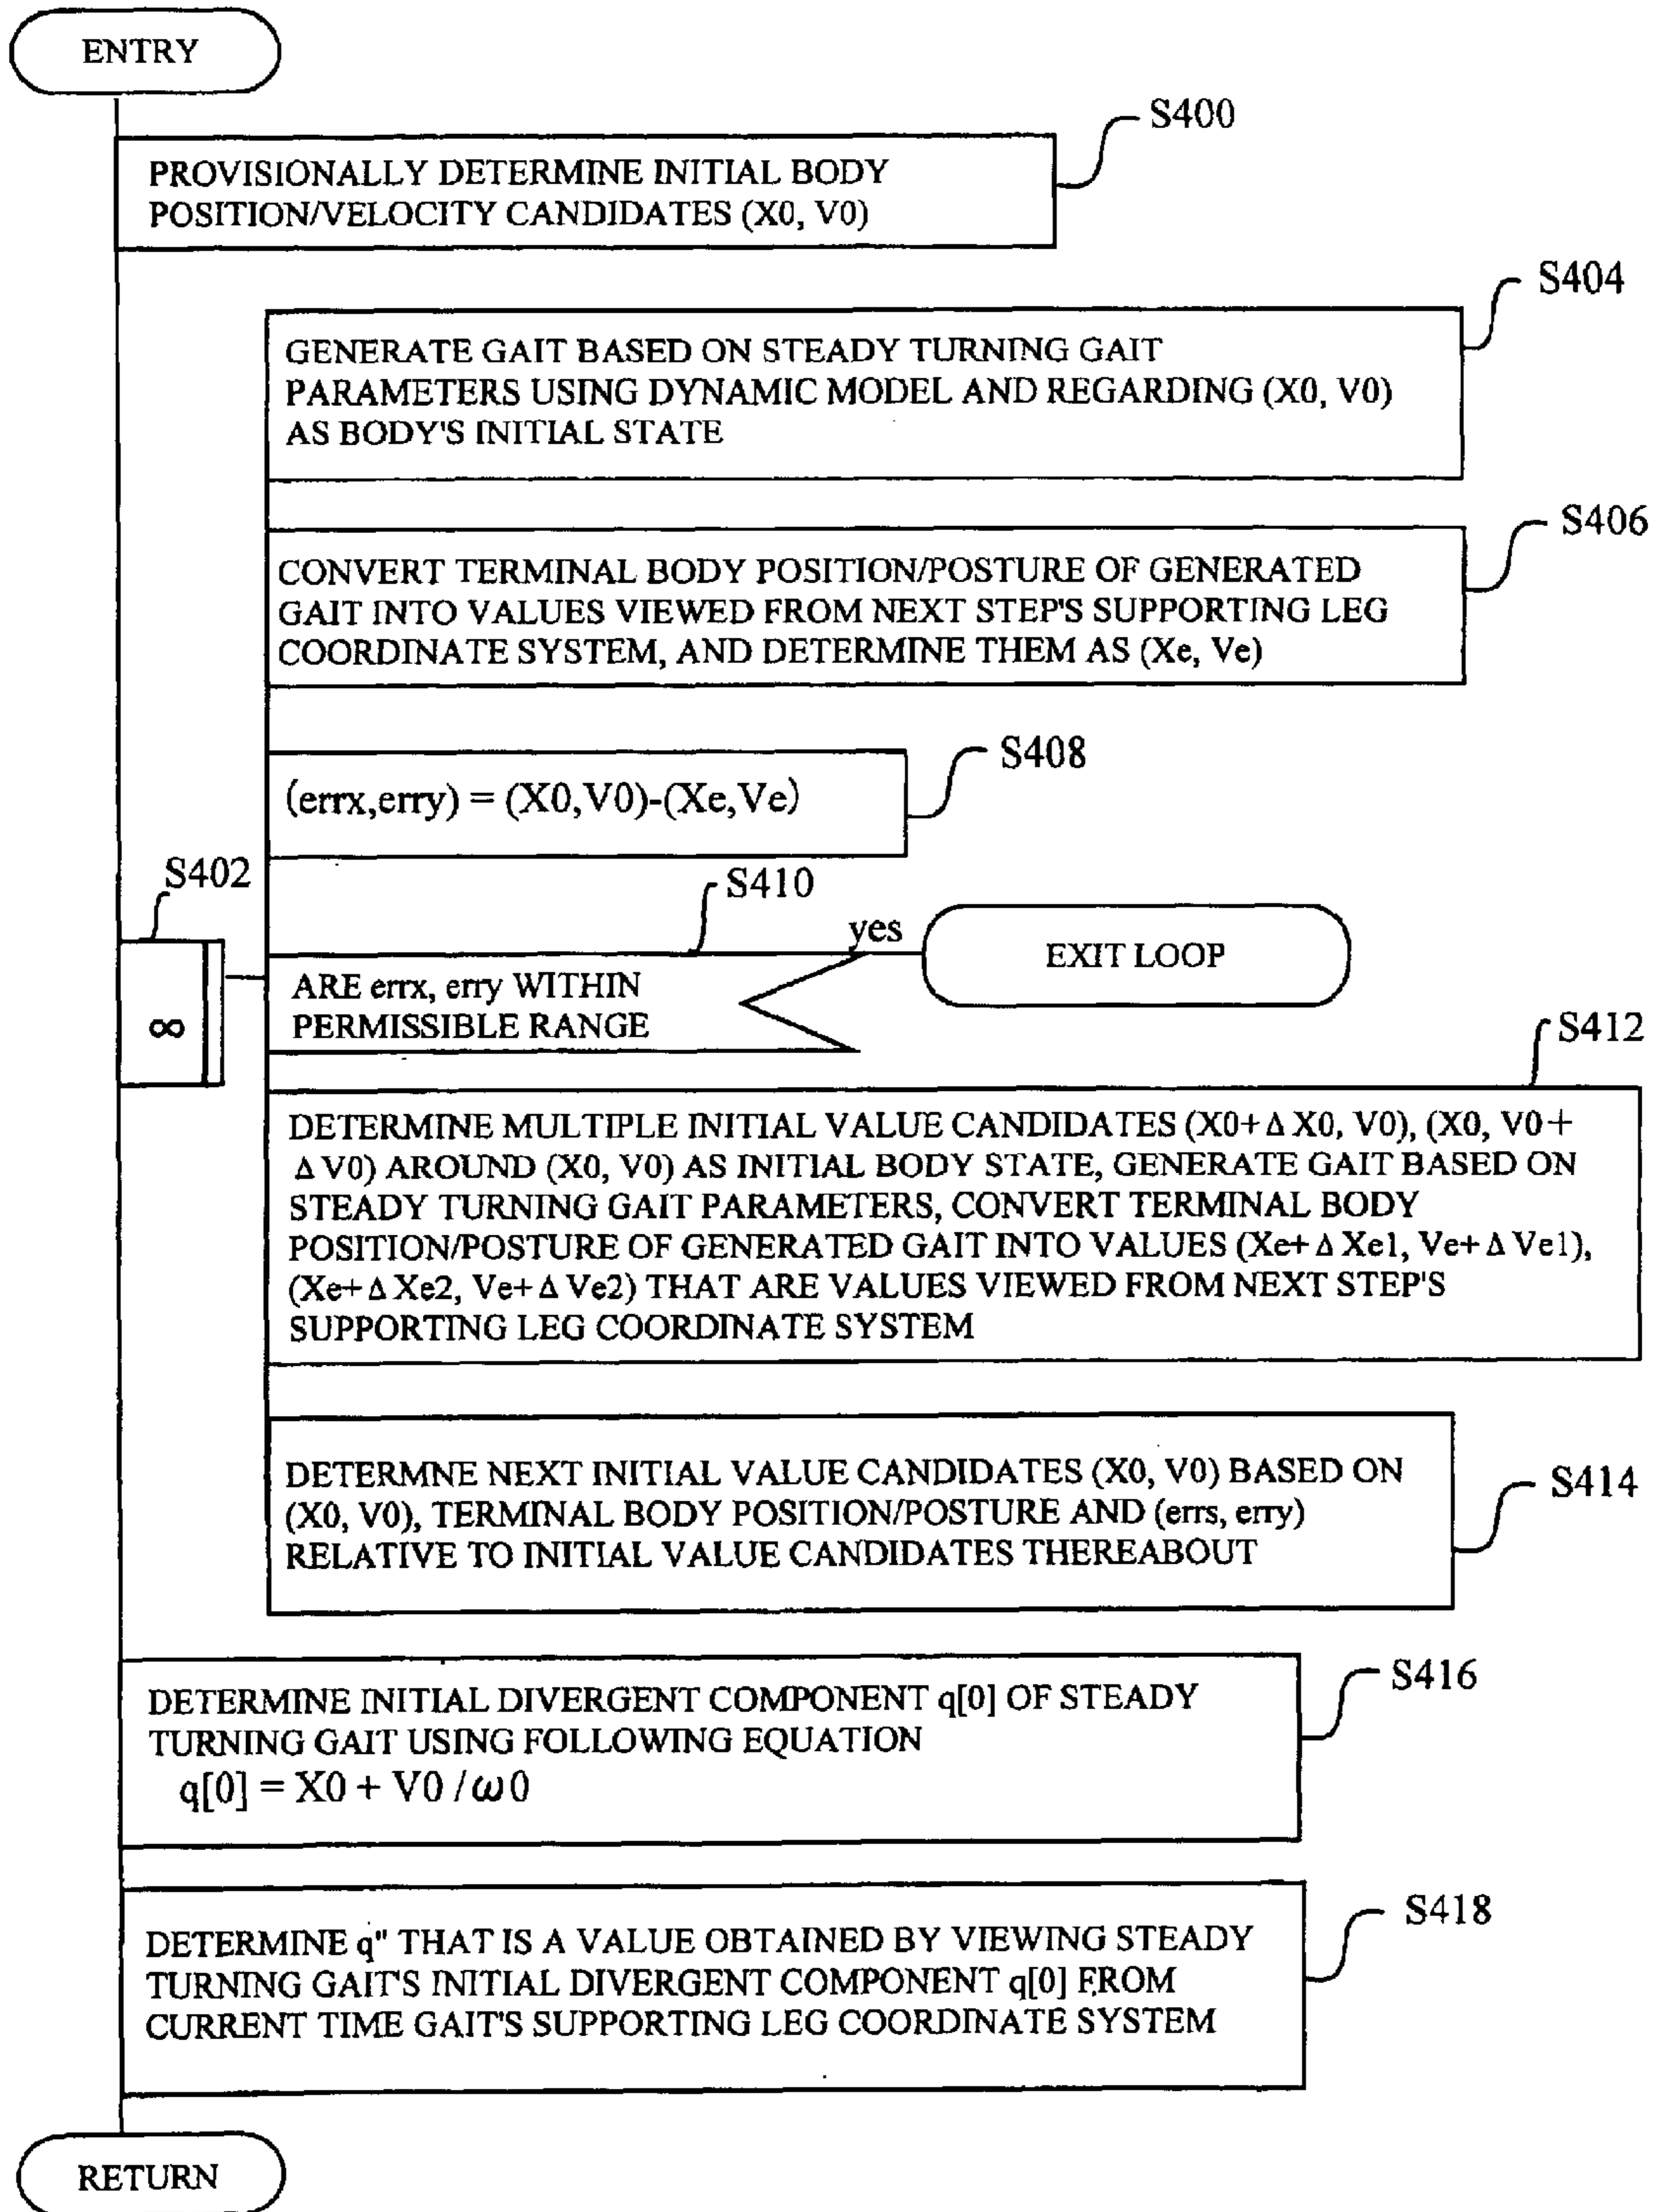 ENTRY
S400
PROVISIONALLY DETERMINE INITIAL BODY
POSITION/VELOCITY CANDIDATES (X0, V0)
S404
GENERATE GAIT BASED ON STEADY TURNING GAIT
PARAMETERS USING DYNAMIC MODEL AND REGARDING (X0, V0)
AS BODY'S INITIAL STATE
S406
CONVERT TERMINAL BODY POSITION/POSTURE OF GENERATED
GAIT INTO VALUES VIEWED FROM NEXT STEP'S SUPPORTING LEG
COORDINATE SYSTEM, AND DETERMINE THEM AS (Xe, Ve)
S408
(errx,erry) = (X0,V0)-(Xe,Ve)
S402
∞
S410
yes
EXIT LOOP
ARE errx, erry WITHIN
PERMISSIBLE RANGE
S412
DETERMINE MULTIPLE INITIAL VALUE CANDIDATES (X0+Δ X0, V0), (X0, V0+
Δ V0) AROUND (X0, V0) AS INITIAL BODY STATE, GENERATE GAIT BASED ON
STEADY TURNING GAIT PARAMETERS, CONVERT TERMINAL BODY
POSITION/POSTURE OF GENERATED GAIT INTO VALUES (Xe+Δ Xe1, Ve+Δ Ve1),
(Xe+Δ Xe2, Ve+Δ Ve2) THAT ARE VALUES VIEWED FROM NEXT STEP'S
SUPPORTING LEG COORDINATE SYSTEM
S414
DETERMNE NEXT INITIAL VALUE CANDIDATES (X0, V0) BASED ON
(X0, V0), TERMINAL BODY POSITION/POSTURE AND (errs, erry)
RELATIVE TO INITIAL VALUE CANDIDATES THEREABOUT
S416
DETERMINE INITIAL DIVERGENT COMPONENT q[0] OF STEADY
TURNING GAIT USING FOLLOWING EQUATION
q[0] = X0 + V0 / ω0
S418
DETERMINE q" THAT IS A VALUE OBTAINED BY VIEWING STEADY
TURNING GAIT'S INITIAL DIVERGENT COMPONENT q[0] FROM
CURRENT TIME GAIT'S SUPPORTING LEG COORDINATE SYSTEM
RETURN